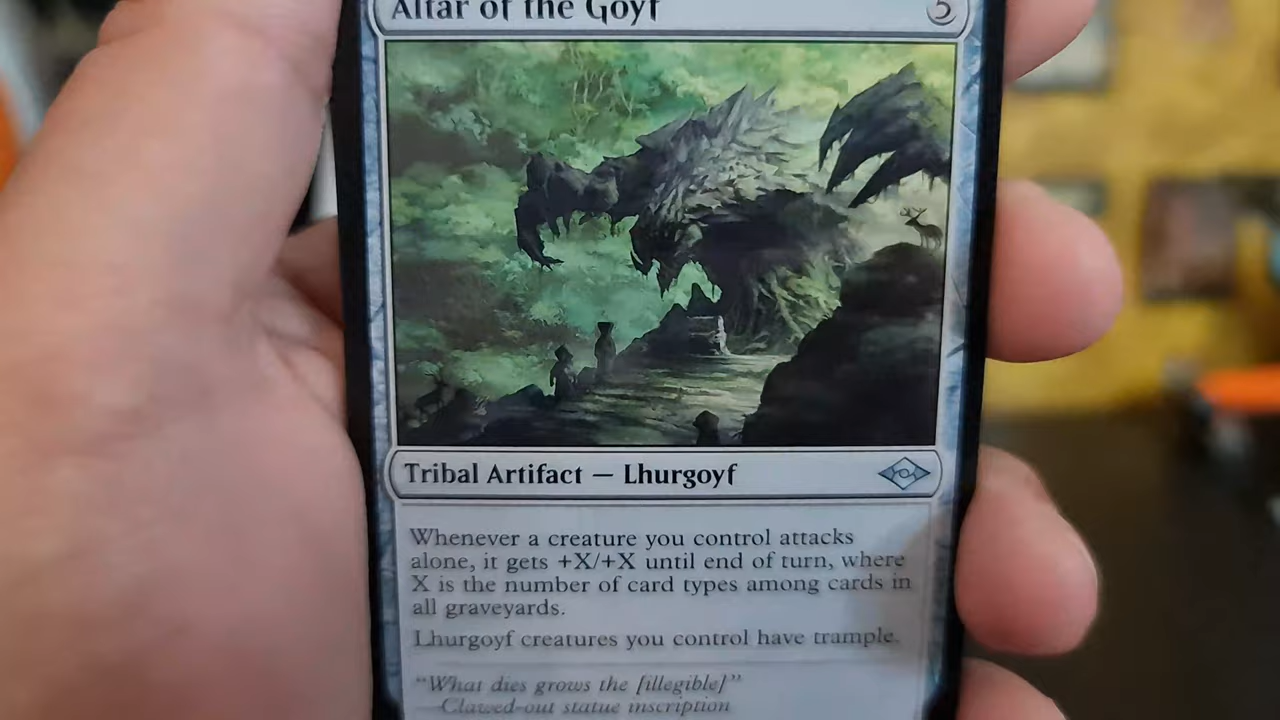 Altar of the Goyf 5
Tribal Artifact — Lhurgoyf
Whenever a creature you control attacks
alone, it gets +X/+X until end of turn, where
X is the number of card types among cards in
all graveyards.
Lhurgoyf creatures you control have trample.
"What dies grows the [illegible]"
—Clawed-out statue inscription